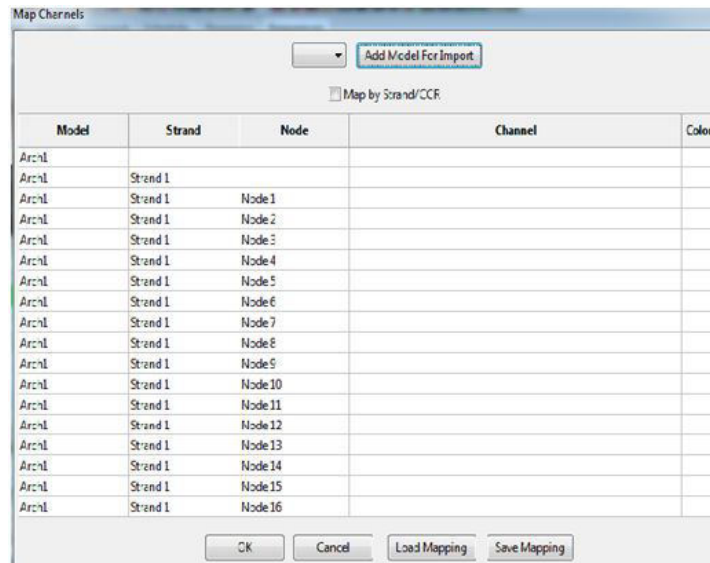 Map Channels
Add Model For Import
Map by Strand/CCR
Model Strand Node Channel Color
Arch1
Arch1 Strand 1
Arch1 Strand 1 Node 1
Arch1 Strand 1 Node 2
Arch1 Strand 1 Node 3
Arch1 Strand 1 Node 4
Arch1 Strand 1 Node 5
Arch1 Strand 1 Node 6
Arch1 Strand 1 Node 7
Arch1 Strand 1 Node 8
Arch1 Strand 1 Node 9
Arch1 Strand 1 Node 10
Arch1 Strand 1 Node 11
Arch1 Strand 1 Node 12
Arch1 Strand 1 Node 13
Arch1 Strand 1 Node 14
Arch1 Strand 1 Node 15
Arch1 Strand 1 Node 16
OK Cancel Load Mapping Save Mapping